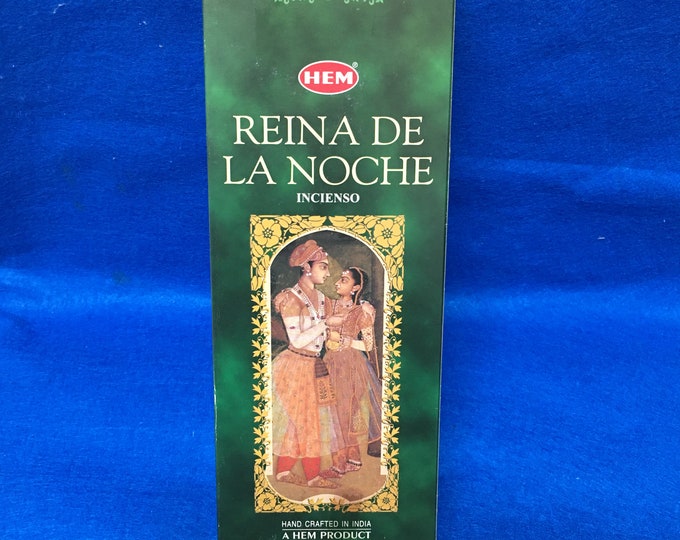 HEM®
REINA DE
LA NOCHE
INCIENSO
HAND CRAFTED IN INDIA
A HEM PRODUCT